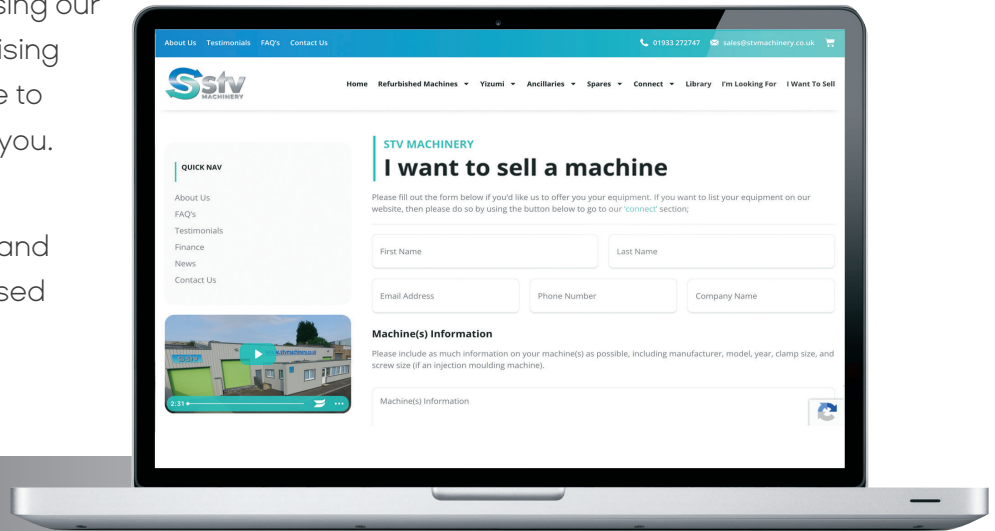 sing our
ising
e to
you.
and
sed
About Us Testimonials FAQ's Contact Us
01933 272747 sales@stvmachinery.co.uk
stv
MACHINERY
Home Refurbished Machines Yizumi Ancillaries Spares Connect Library I'm Looking For I Want To Sell
QUICK NAV
About Us
FAQ's
Testimonials
Finance
News
Contact Us
www.stvmachinery.co.uk
2:31
STV MACHINERY
I want to sell a machine
Please fill out the form below if you'd like us to offer you your equipment. If you want to list your equipment on our
website, then please do so by using the button below to go to our 'connect' section;
First Name
Last Name
Email Address
Phone Number
Company Name
Machine(s) Information
Please include as much information on your machine(s) as possible, including manufacturer, model, year, clamp size, and
screw size (if an injection moulding machine).
Machine(s) Information